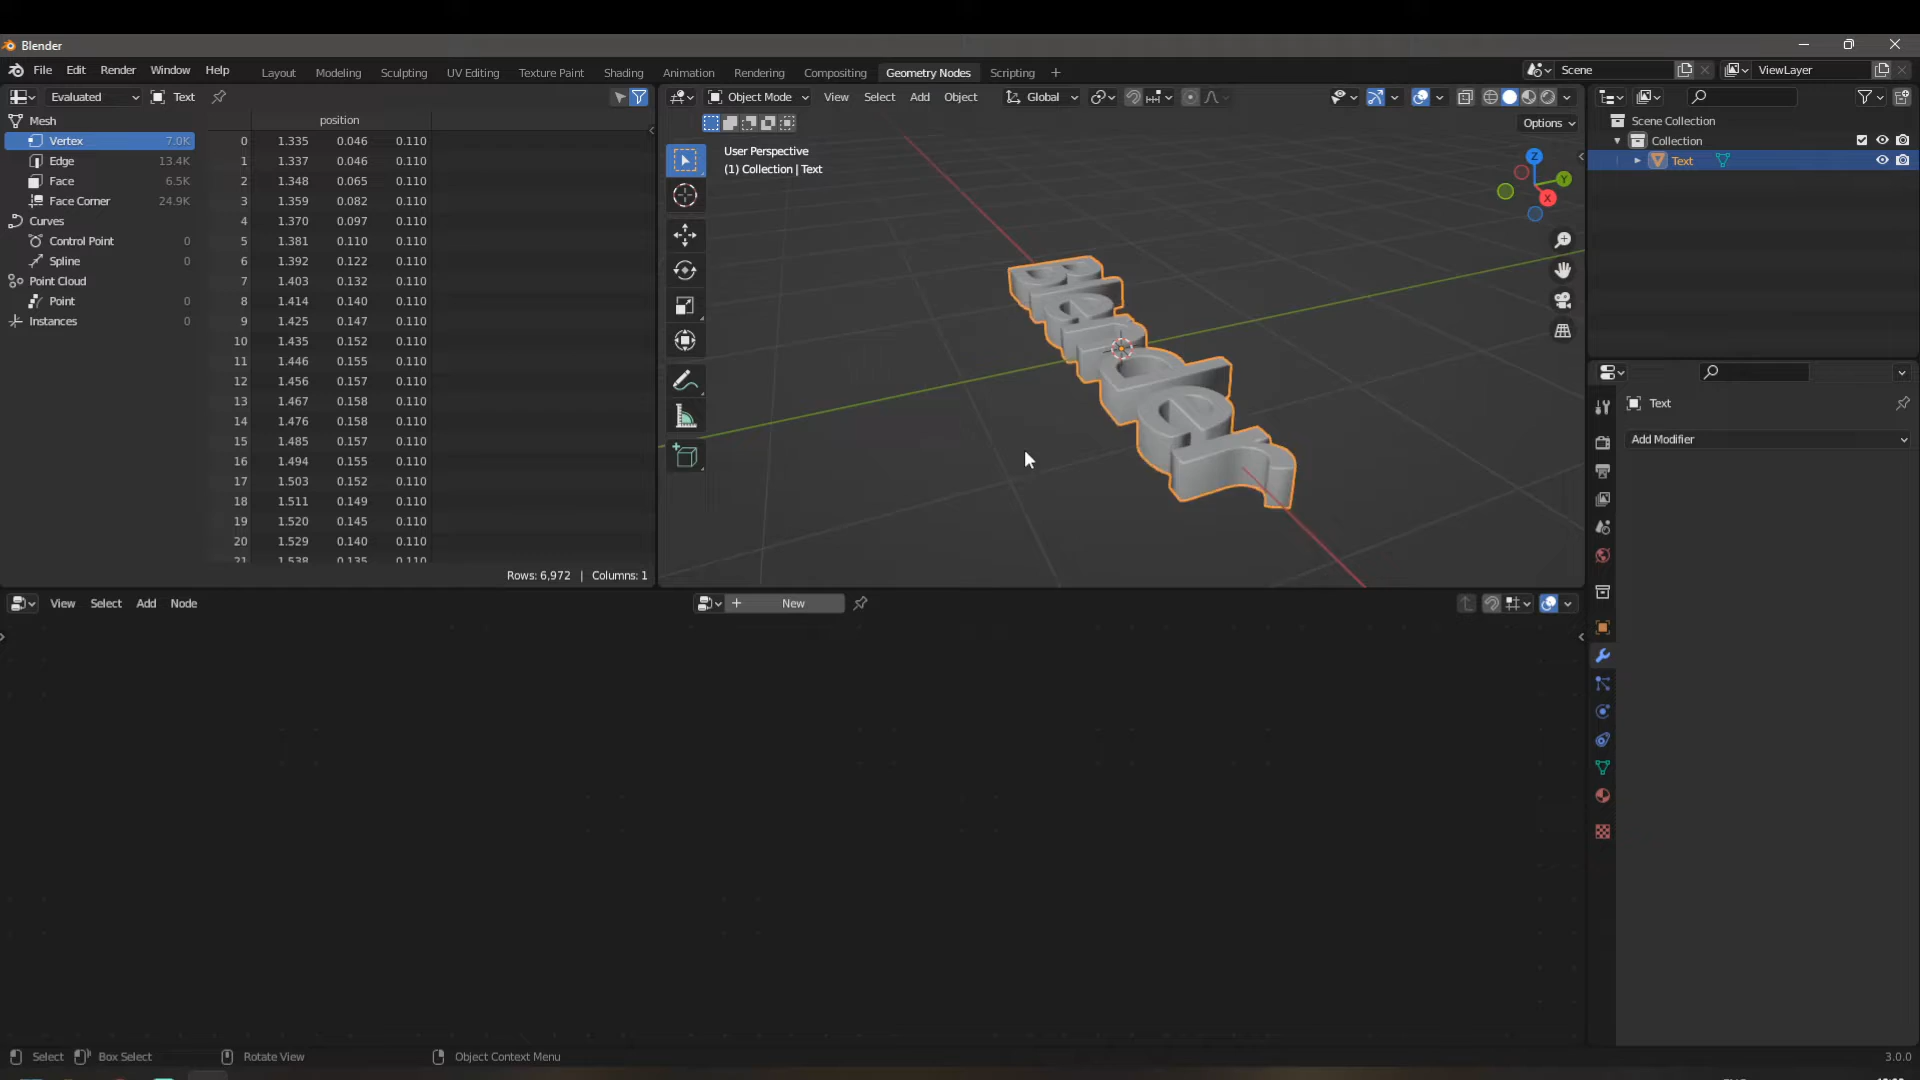 Blender
File Edit Render Window Help Layout Modeling Sculpting UV Editing Texture Paint Shading Animation Rendering Compositing Geometry Nodes Scripting + Scene ViewLayer
Evaluated Text
Object Mode View Select Add Object Global
Options
Mesh
Vertex 7.0K
Edge 13.4K
Face 6.5K
Face Corner 24.9K
Curves
Control Point 0
Spline 0
Point Cloud
Point 0
Instances 0
position
0 1.335 0.046 0.110
1 1.337 0.046 0.110
2 1.348 0.065 0.110
3 1.359 0.082 0.110
4 1.370 0.097 0.110
5 1.381 0.110 0.110
6 1.392 0.122 0.110
7 1.403 0.132 0.110
8 1.414 0.140 0.110
9 1.425 0.147 0.110
10 1.435 0.152 0.110
11 1.446 0.155 0.110
12 1.456 0.157 0.110
13 1.467 0.158 0.110
14 1.476 0.158 0.110
15 1.485 0.157 0.110
16 1.494 0.155 0.110
17 1.503 0.152 0.110
18 1.511 0.149 0.110
19 1.520 0.145 0.110
20 1.529 0.140 0.110
21 1.538 0.135 0.110
Rows: 6,972 | Columns: 1
User Perspective
(1) Collection | Text
Z
Y
X
Blender
Scene Collection
Collection
Text
Text
Add Modifier
View Select Add Node
+ New
Select Box Select Rotate View Object Context Menu
3.0.0